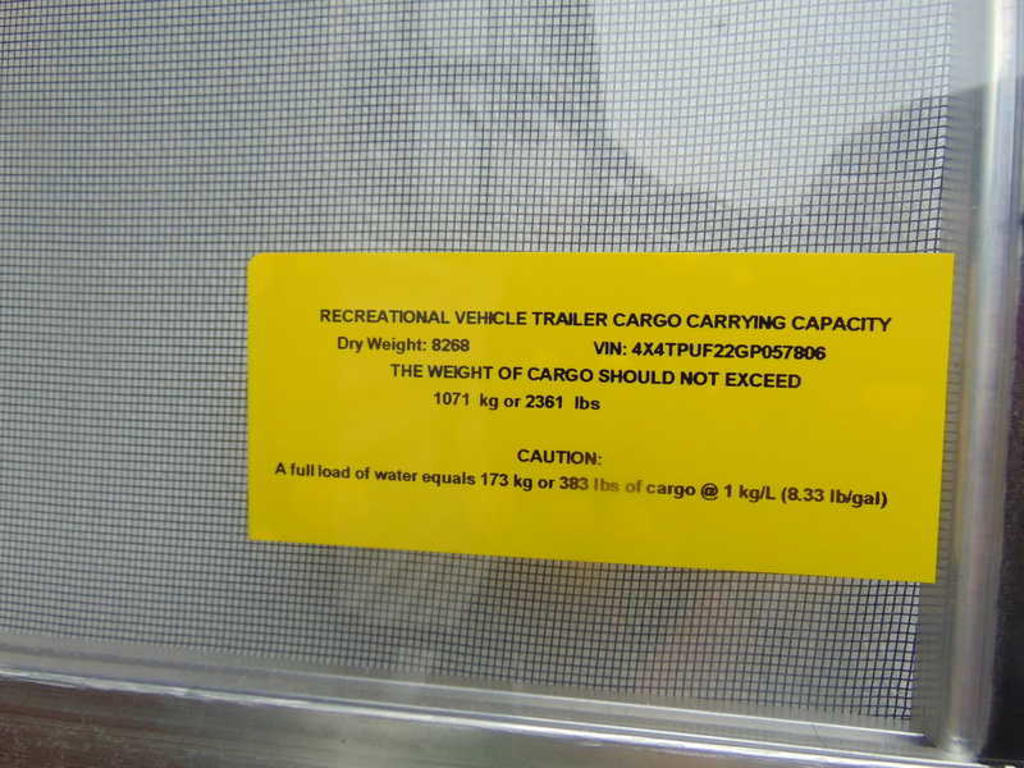 RECREATIONAL VEHICLE TRAILER CARGO CARRYING CAPACITY
Dry Weight: 8268 VIN: 4X4TPUF22GP057806
THE WEIGHT OF CARGO SHOULD NOT EXCEED
1071 kg or 2361 lbs
CAUTION:
A full load of water equals 173 kg or 383 lbs of cargo @ 1 kg/L (8.33 lb/gal)